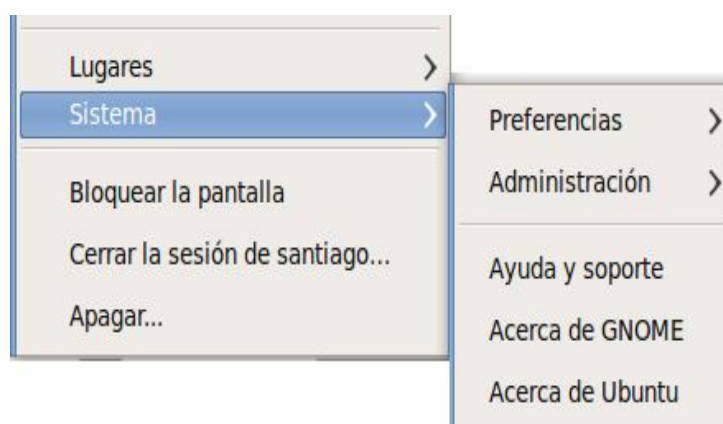 Lugares
Sistema
Bloquear la pantalla
Cerrar la sesión de santiago...
Apagar...
Preferencias
Administración
Ayuda y soporte
Acerca de GNOME
Acerca de Ubuntu